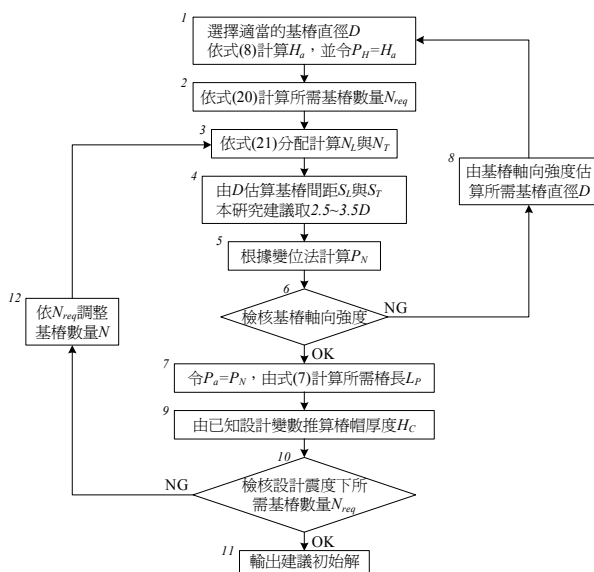 1
選擇適當的基樁直徑D
依式(8)計算Ha，並令PH=Ha
2
依式(20)計算所需基樁數量Nreq
3
依式(21)分配計算NL與NT
4
由D估算基樁間距SL與ST
本研究建議取2.5~3.5D
5
根據變位法計算PN
6
檢核基樁軸向強度
NG
OK
8
由基樁軸向強度估
算所需基樁直徑D
7
令Pa=PN，由式(7)計算所需樁長LP
9
由已知設計變數推算樁帽厚度HC
10
檢核設計震度下所
需基樁數量Nreq
NG
OK
12
依Nreq調整
基樁數量N
11
輸出建議初始解